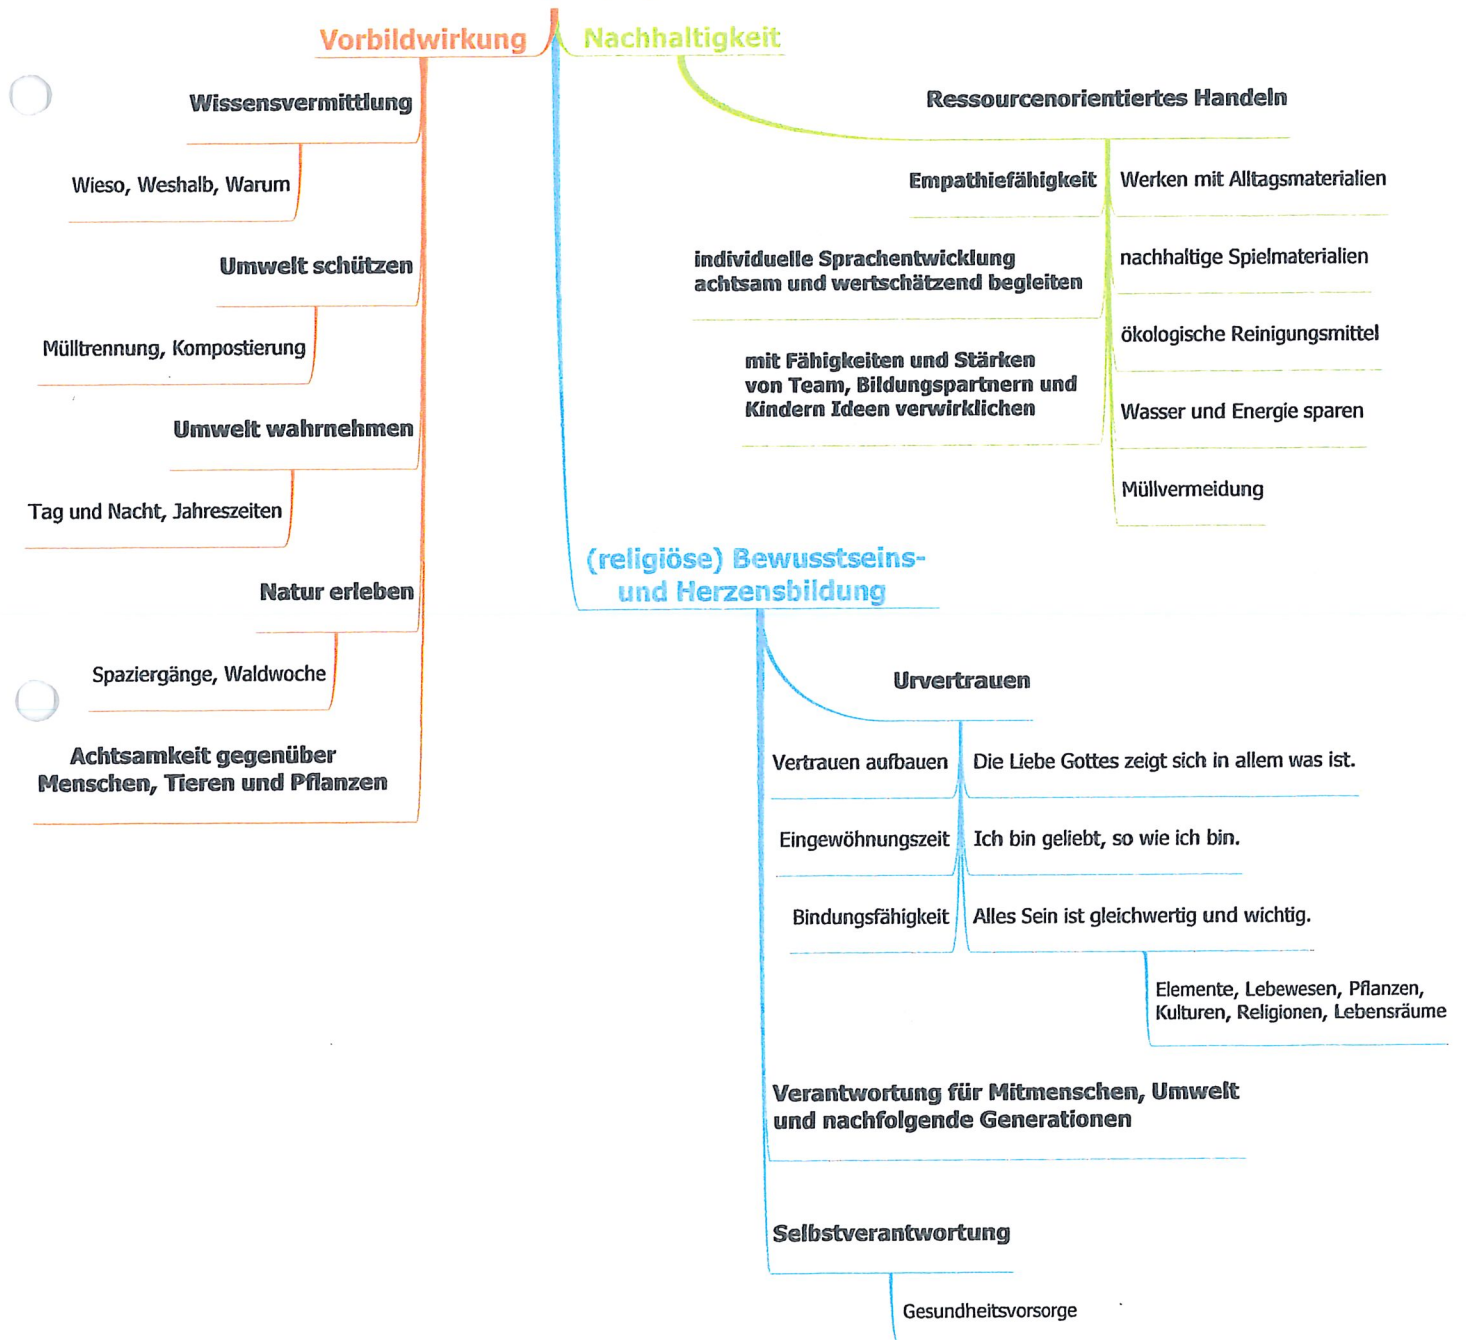 Vorbildwirkung
Wissensvermittlung
Wieso, Weshalb, Warum
Umwelt schützen
Mülltrennung, Kompostierung
Umwelt wahrnehmen
Tag und Nacht, Jahreszeiten
Natur erleben
Spaziergänge, Waldwoche
Achtsamkeit gegenüber
Menschen, Tieren und Pflanzen
Nachhaltigkeit
Ressourcenorientiertes Handeln
Empathiefähigkeit
individuelle Sprachentwicklung
achtsam und wertschätzend begleiten
mit Fähigkeiten und Stärken
von Team, Bildungspartnern und
Kindern Ideen verwirklichen
Werken mit Alltagsmaterialien
nachhaltige Spielmaterialien
ökologische Reinigungsmittel
Wasser und Energie sparen
Müllvermeidung
(religiöse) Bewusstseins-
und Herzensbildung
Urvertrauen
Vertrauen aufbauen
Eingewöhnungszeit
Bindungsfähigkeit
Die Liebe Gottes zeigt sich in allem was ist.
Ich bin geliebt, so wie ich bin.
Alles Sein ist gleichwertig und wichtig.
Elemente, Lebewesen, Pflanzen,
Kulturen, Religionen, Lebensräume
Verantwortung für Mitmenschen, Umwelt
und nachfolgende Generationen
Selbstverantwortung
Gesundheitsvorsorge